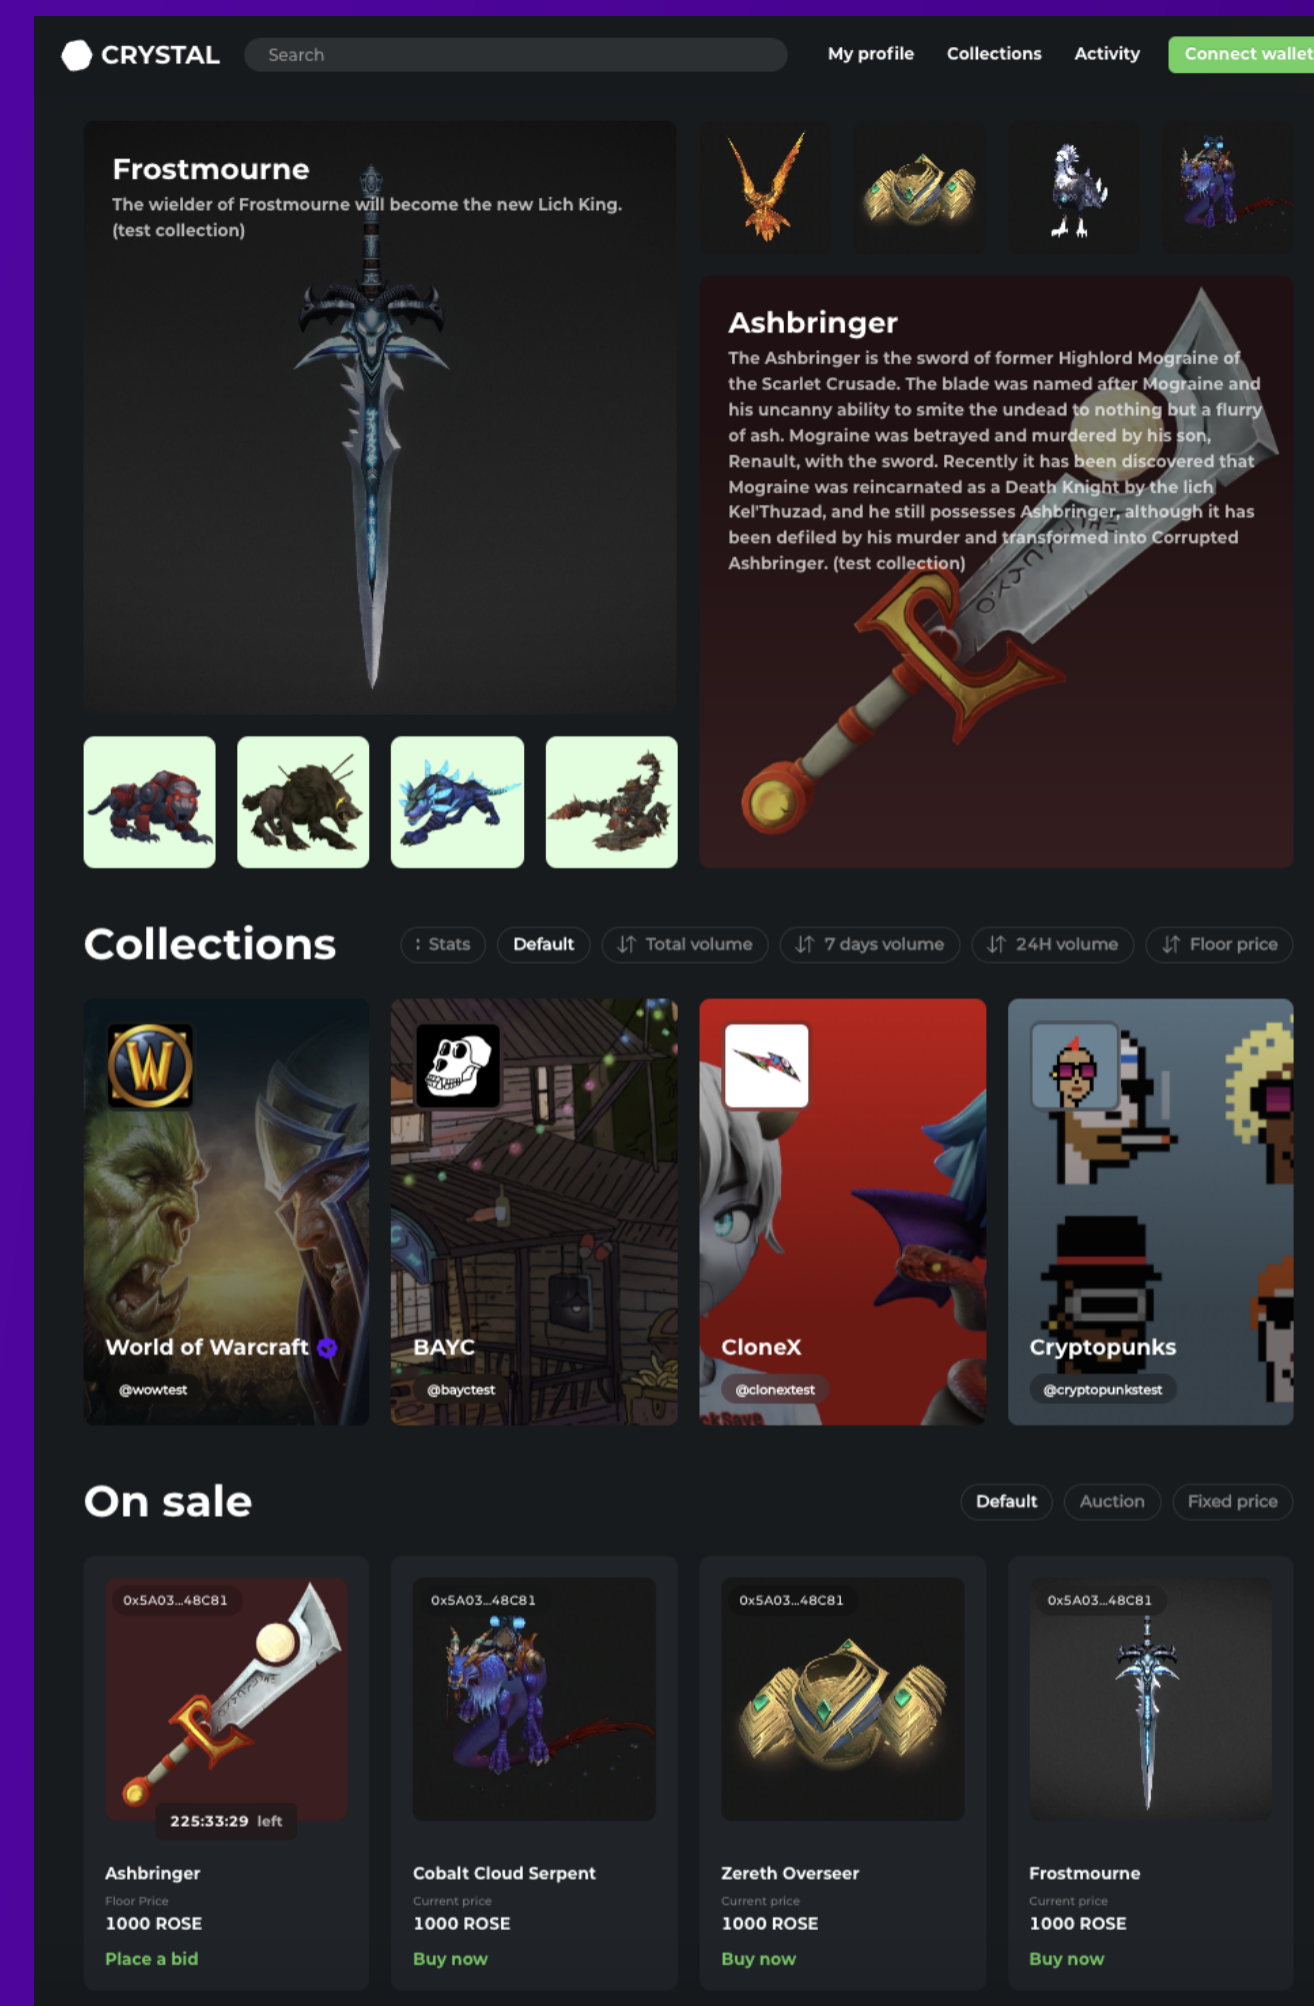 CRYSTAL
Search
My profile
Collections
Activity
Connect wallet
Frostmourne
The wielder of Frostmourne will become the new Lich King.
(test collection)
Ashbringer
The Ashbringer is the sword of former Highlord Mograine of
the Scarlet Crusade. The blade was named after Mograine and
his uncanny ability to smite the undead to nothing but a flurry
of ash. Mograine was betrayed and murdered by his son,
Renault, with the sword. Recently it has been discovered that
Mograine was reincarnated as a Death Knight by the lich
Kel'Thuzad, and he still possesses Ashbringer, although it has
been defiled by his murder and transformed into Corrupted
Ashbringer. (test collection)
Collections
: Stats
Default
Total volume
7 days volume
24H volume
Floor price
W
World of Warcraft
@wowtest
BAYC
@bayctest
CloneX
@clonextest
Cryptopunks
@cryptopunkstest
On sale
Default
Auction
Fixed price
0x5A03...48C81
225:33:29 left
Ashbringer
Floor Price
1000 ROSE
Place a bid
0x5A03...48C81
Cobalt Cloud Serpent
Current price
1000 ROSE
Buy now
0x5A03...48C81
Zereth Overseer
Current price
1000 ROSE
Buy now
0x5A03...48C81
Frostmourne
Current price
1000 ROSE
Buy now